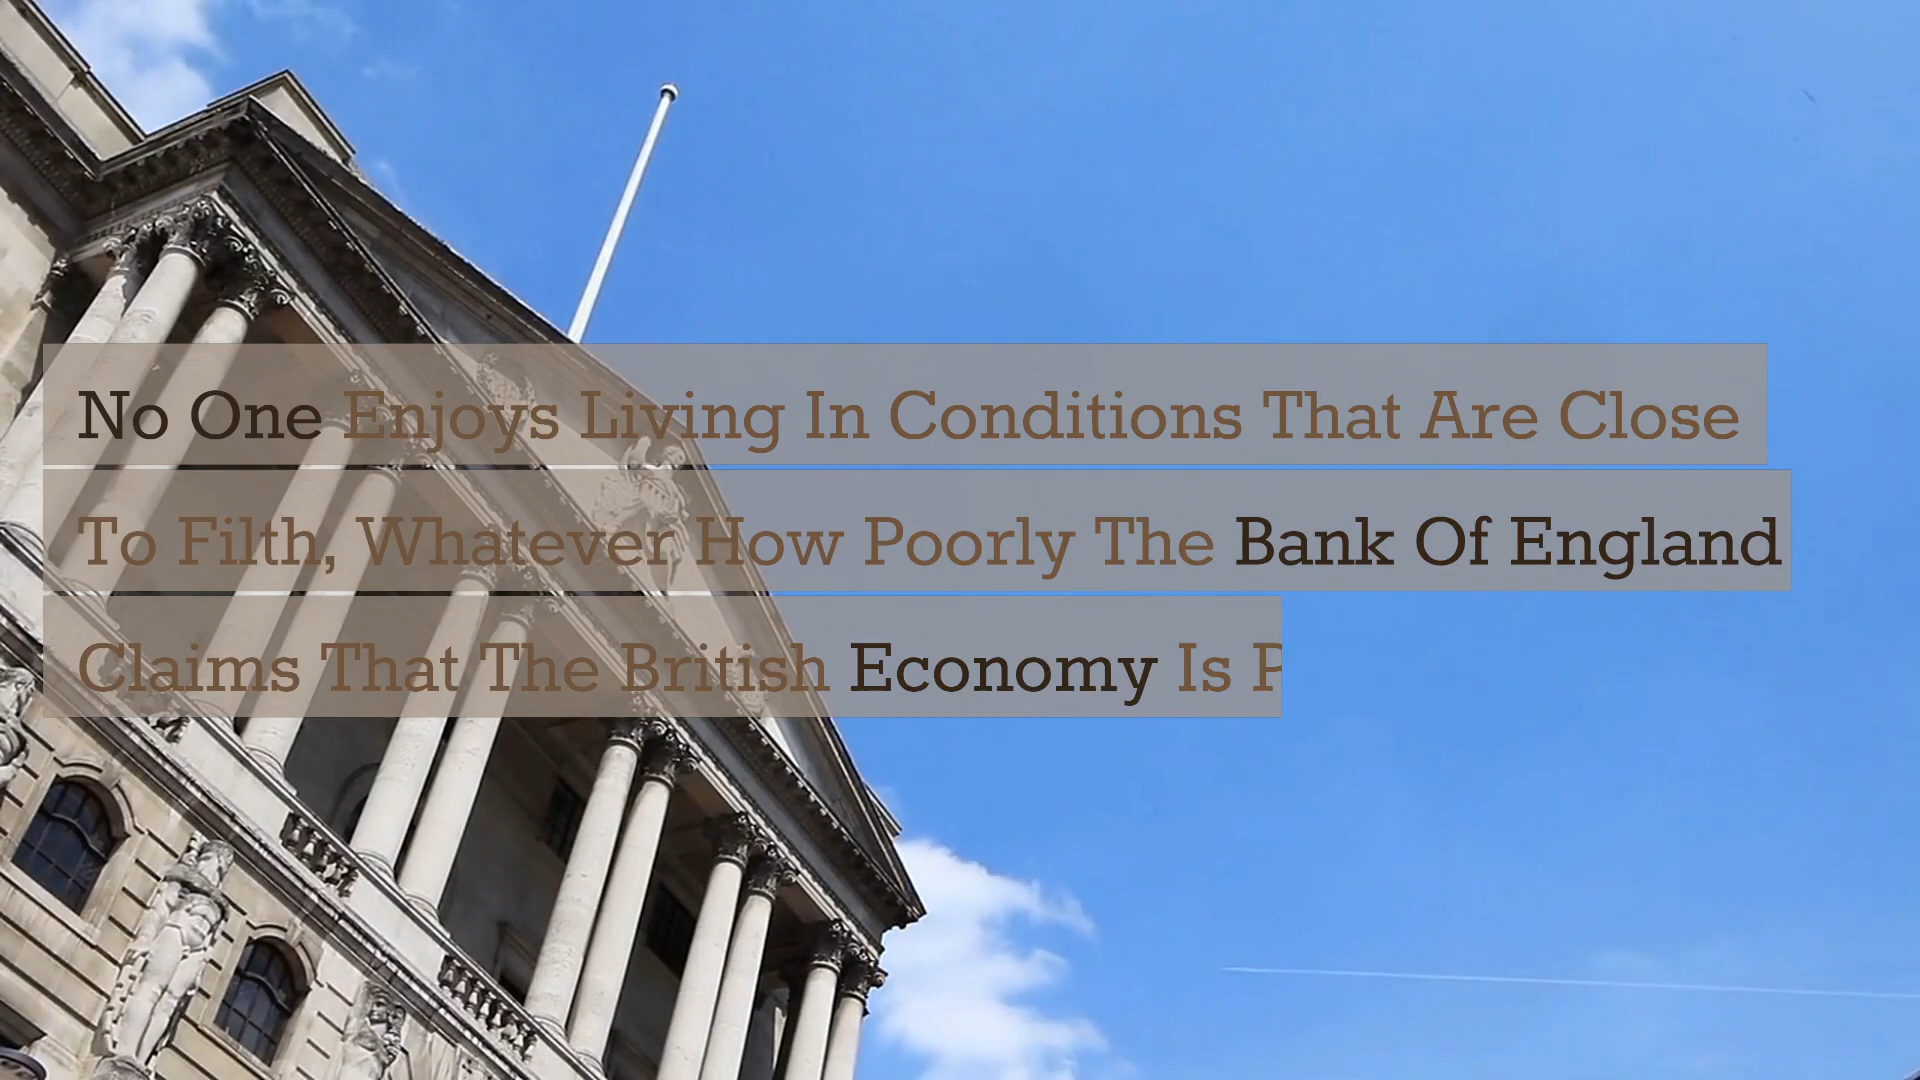 No One Enjoys Living In Conditions That Are Close
To Filth, Whatever How Poorly The Bank Of England
Claims That The British Economy Is